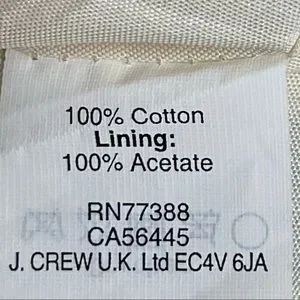 100% Cotton
Lining:
100% Acetate
RN77388
CA56445
J. CREW U.K. Ltd EC4V 6JA